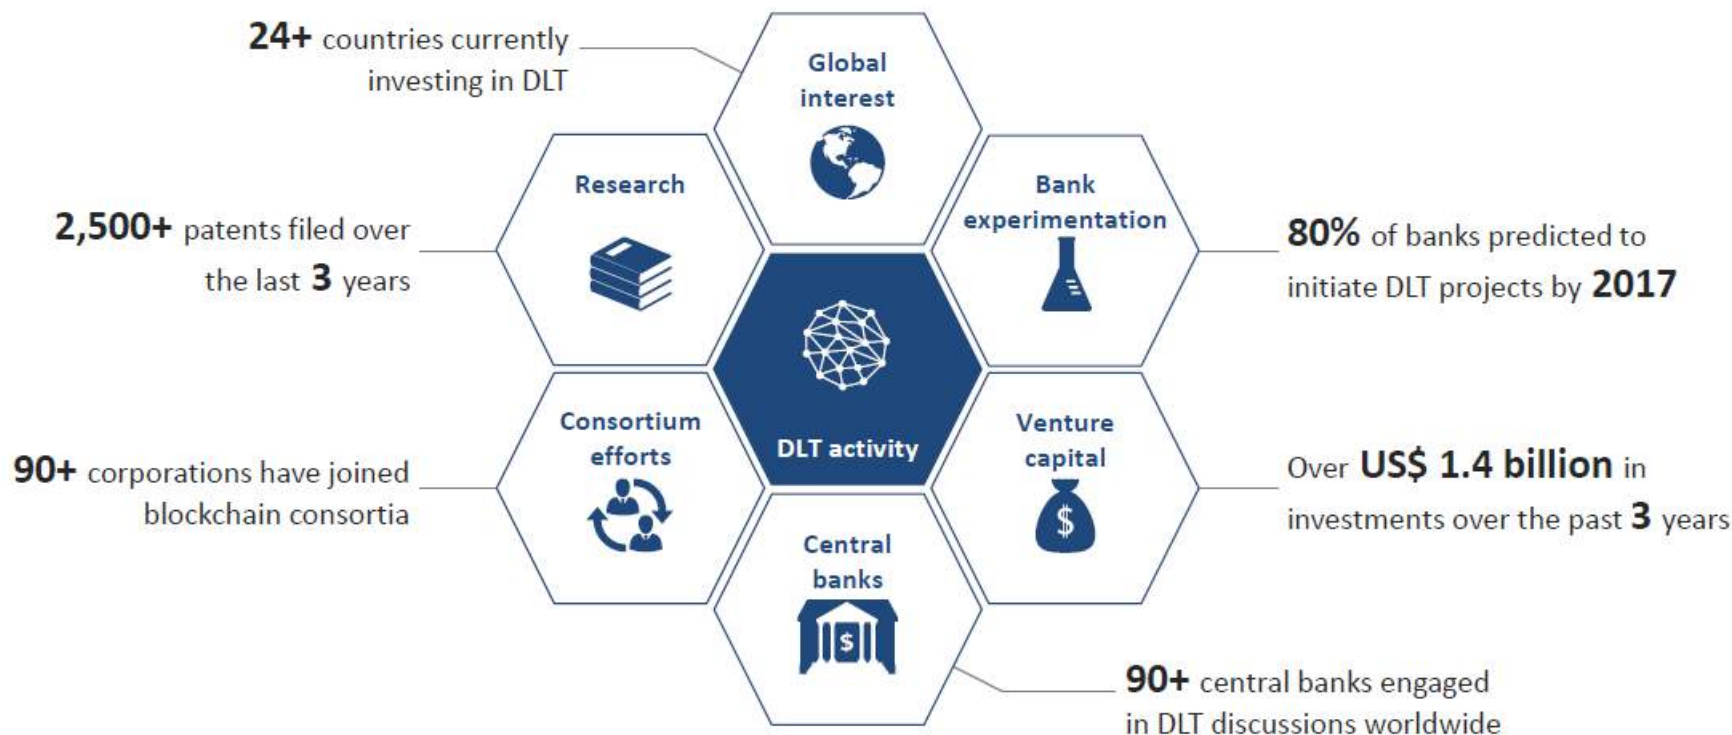 24+ countries currently
investing in DLT
Global
interest
Research
2,500+ patents filed over
the last 3 years
Bank
experimentation
80% of banks predicted to
initiate DLT projects by 2017
DLT activity
Consortium
efforts
90+ corporations have joined
blockchain consortia
Venture
capital
$
Over US$ 1.4 billion in
investments over the past 3 years
Central
banks
$
90+ central banks engaged
in DLT discussions worldwide